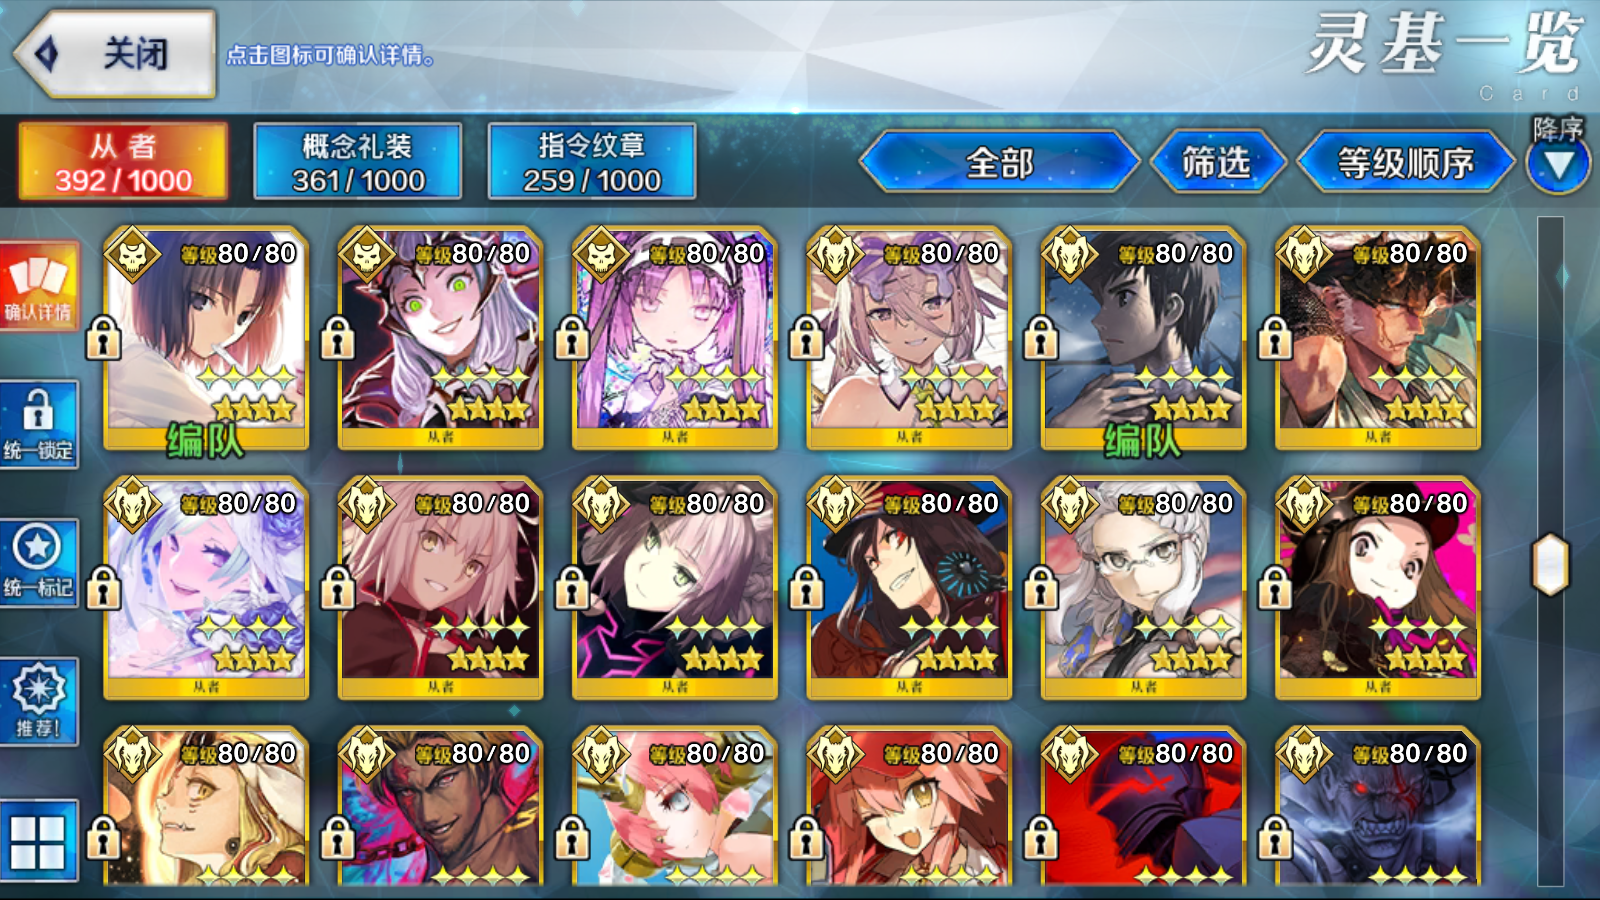 关闭
点击图标可确认详情。
灵基一览
Card
从者
392/1000
概念礼装
361/1000
指令纹章
259/1000
全部
筛选
等级顺序
降序
确认详情
统一锁定
统一标记
推荐!
等级80/80
等级80/80
等级80/80
等级80/80
等级80/80
等级80/80
编队
从者
从者
从者
编队
从者
等级80/80
等级80/80
等级80/80
等级80/80
等级80/80
等级80/80
从者
从者
从者
从者
从者
从者
等级80/80
等级80/80
等级80/80
等级80/80
等级80/80
等级80/80